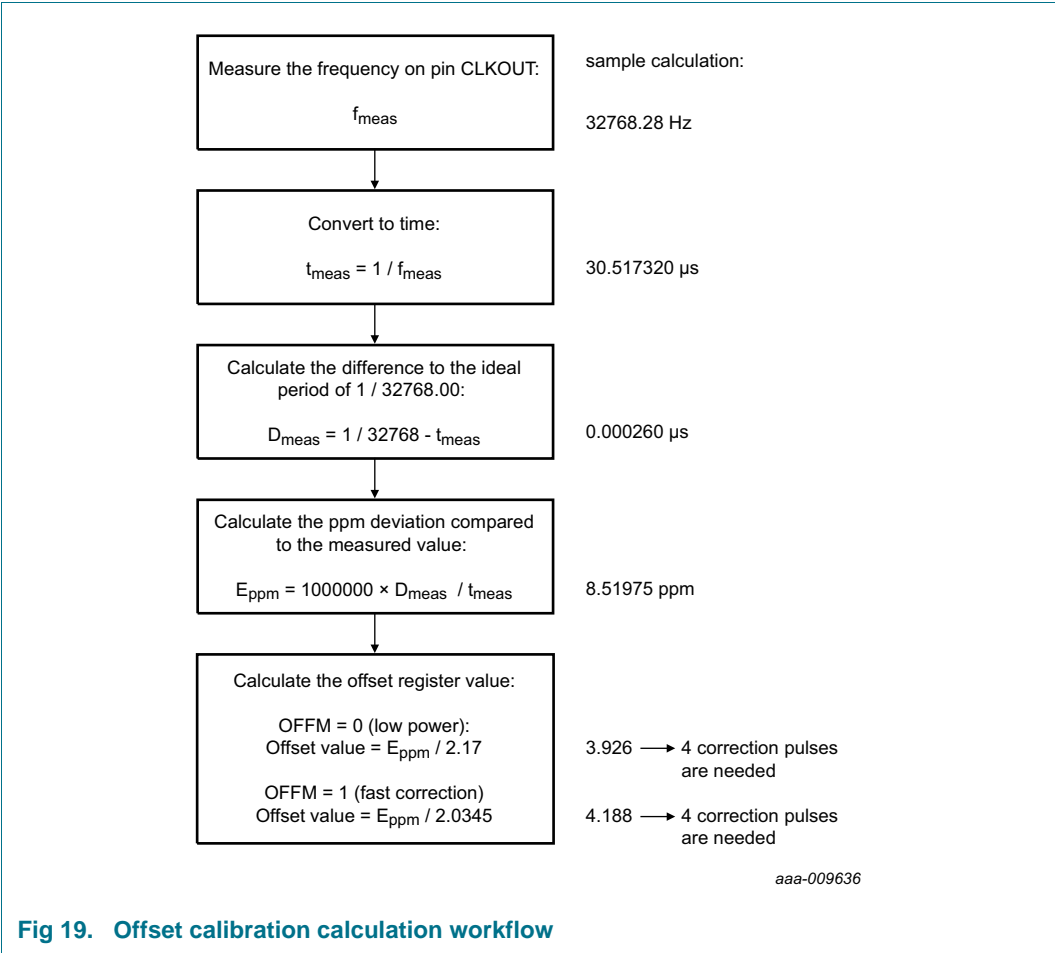 Measure the frequency on pin CLKOUT:
fmeas
sample calculation:
32768.28 Hz
Convert to time:
tmeas = 1 / fmeas
30.517320 µs
Calculate the difference to the ideal
period of 1 / 32768.00:
Dmeas = 1 / 32768 - tmeas
0.000260 µs
Calculate the ppm deviation compared
to the measured value:
Eppm = 1000000 × Dmeas / tmeas
8.51975 ppm
Calculate the offset register value:
OFFM = 0 (low power):
Offset value = Eppm / 2.17
3.926 → 4 correction pulses
are needed
OFFM = 1 (fast correction)
Offset value = Eppm / 2.0345
4.188 → 4 correction pulses
are needed
aaa-009636
Fig 19. Offset calibration calculation workflow